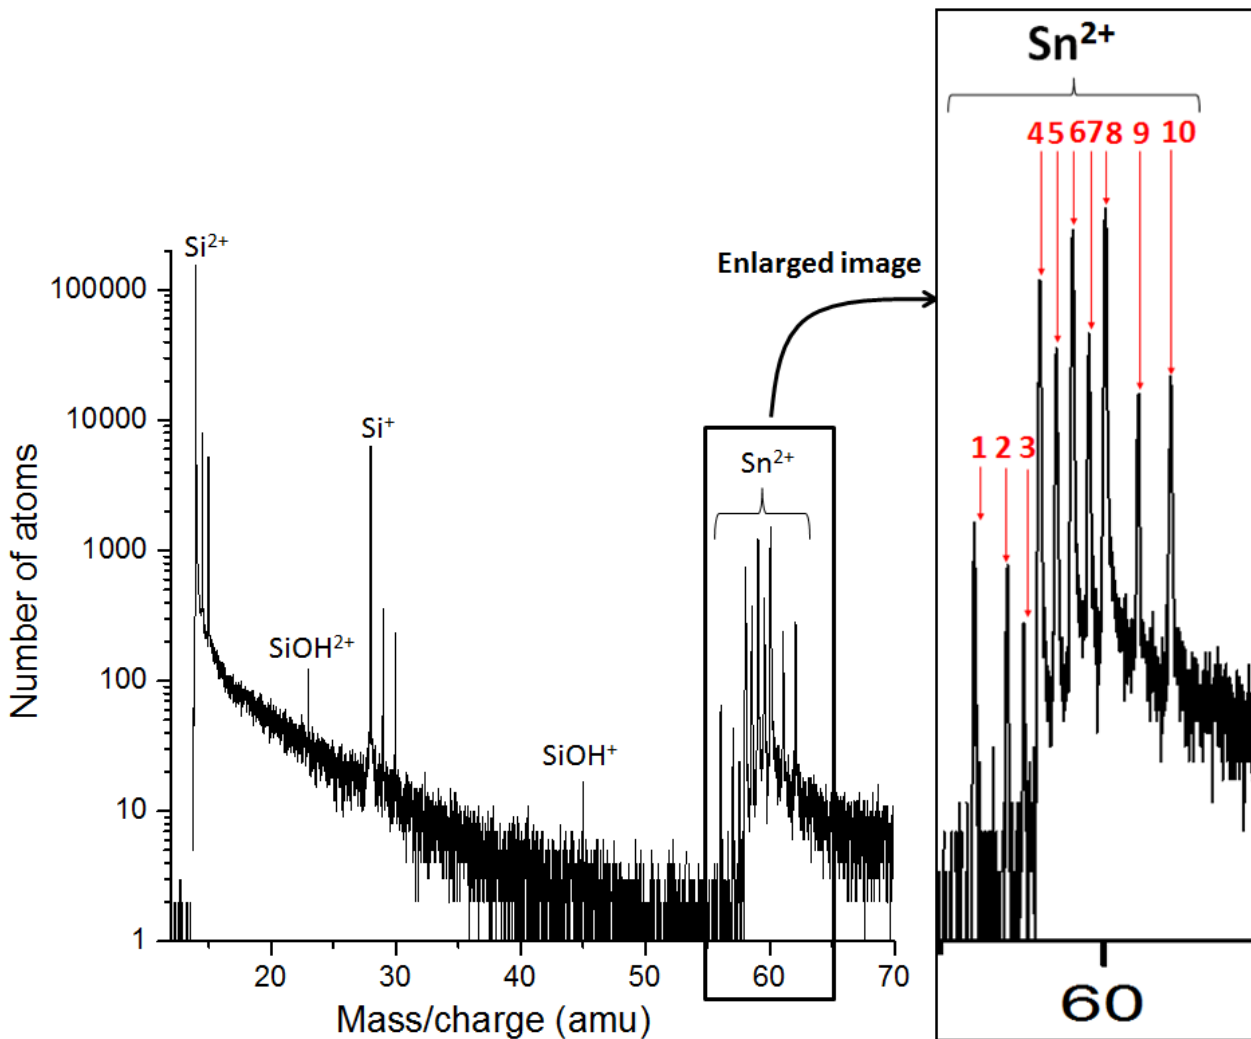 Sn2+
4 5 6 7 8 9 10
1 2 3
Enlarged image
Si2+
Si+
SiOH2+
SiOH+
Sn2+
100000
10000
1000
100
10
1
Number of atoms
20 30 40 50 60 70
Mass/charge (amu)
60